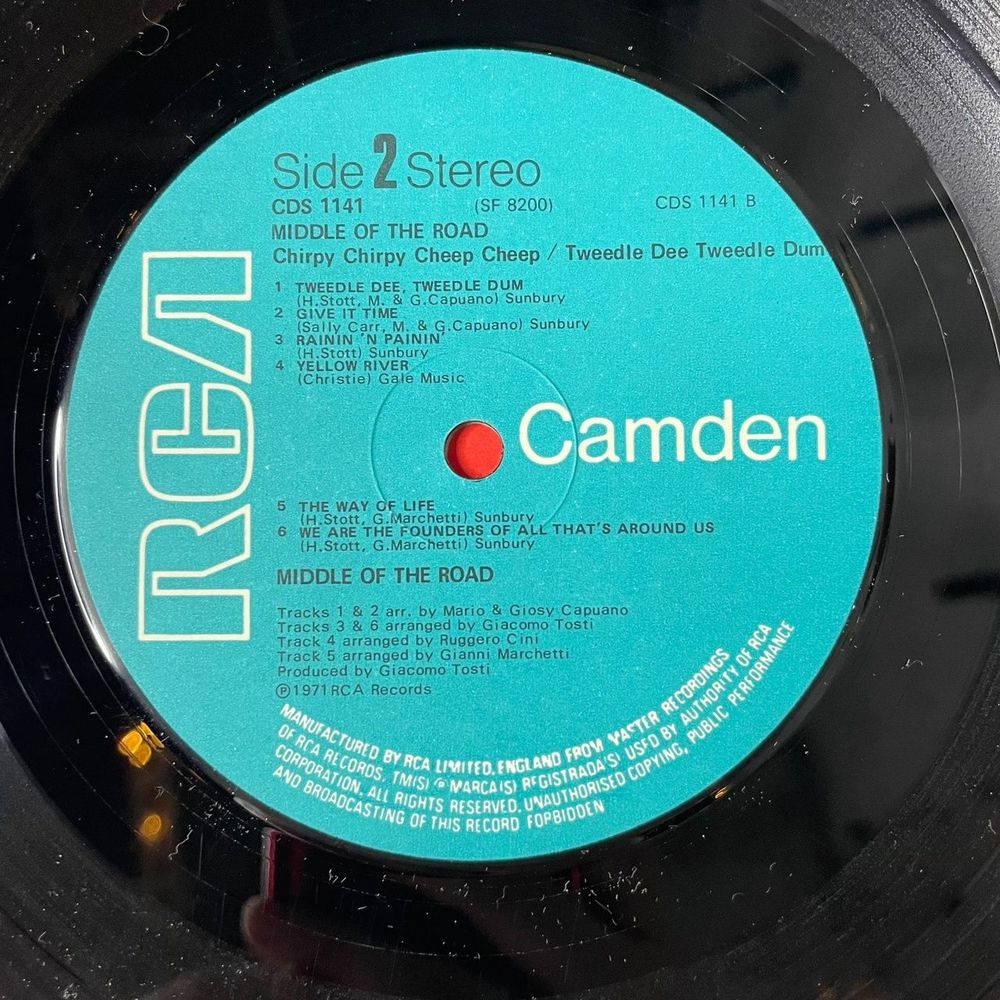 Side 2 Stereo
CDS 1141 (SF 8200) CDS 1141 B
MIDDLE OF THE ROAD
Chirpy Chirpy Cheep Cheep / Tweedle Dee Tweedle Dum
1 TWEEDLE DEE, TWEEDLE DUM
(H.Stott, M. & G.Capuano) Sunbury
2 GIVE IT TIME
(Sally Carr, M. & G.Capuano) Sunbury
3 RAININ 'N PAININ'
(H.Stott) Sunbury
4 YELLOW RIVER
(Christie) Gale Music
RCA
Camden
5 THE WAY OF LIFE
(H.Stott, G.Marchetti) Sunbury
6 WE ARE THE FOUNDERS OF ALL THAT'S AROUND US
(H.Stott, G.Marchetti) Sunbury
MIDDLE OF THE ROAD
Tracks 1 & 2 arr. by Mario & Giosy Capuano
Tracks 3 & 6 arranged by Giacomo Tosti
Track 4 arranged by Ruggero Cini
Track 5 arranged by Gianni Marchetti
Produced by Giacomo Tosti
℗1971 RCA Records
MANUFACTURED BY RCA LIMITED, ENGLAND FROM MASTER RECORDINGS
OF RCA RECORDS. TM(S) ® MARCA(S) REGISTRADA(S) USED BY AUTHORITY OF RCA
CORPORATION. ALL RIGHTS RESERVED. UNAUTHORISED COPYING, PUBLIC PERFORMANCE
AND BROADCASTING OF THIS RECORD FORBIDDEN